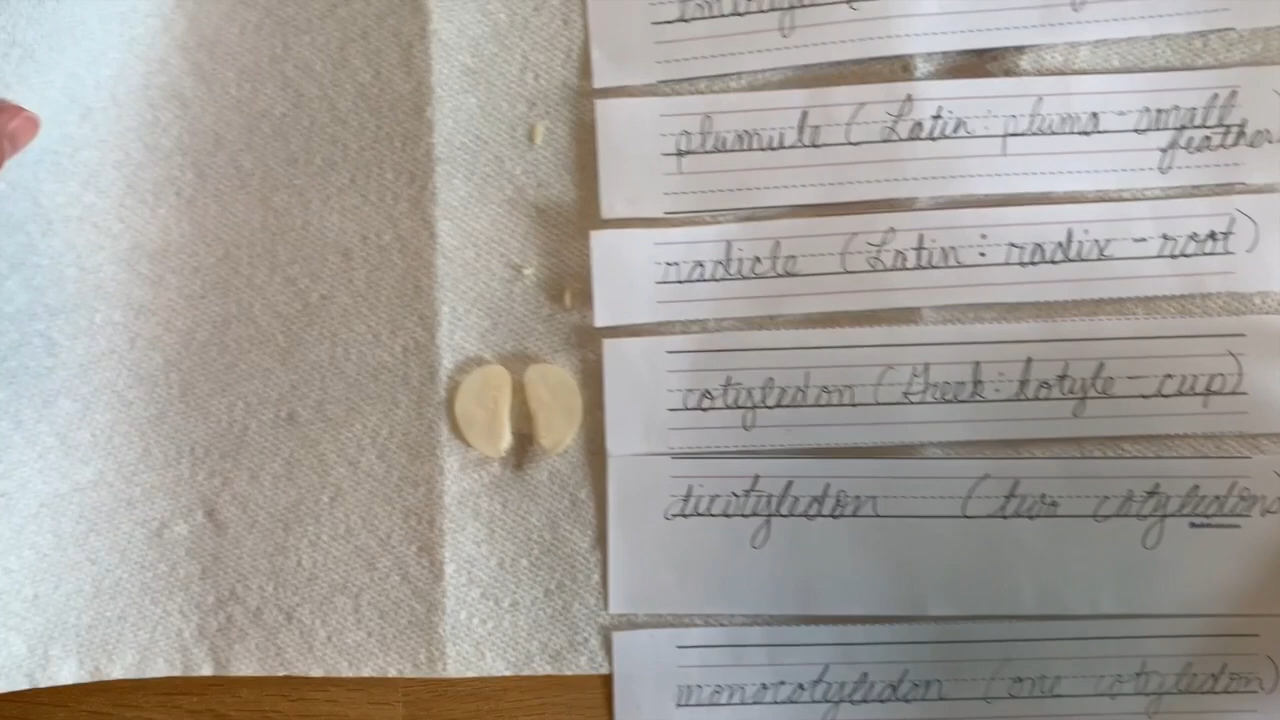 plumule (Latin: pluma - small
feather
radicle (Latin: radix - root)
cotyledon (Greek: kotyle - cup)
dicotyledon (two cotyledons)
monocotyledon (one cotyledon)